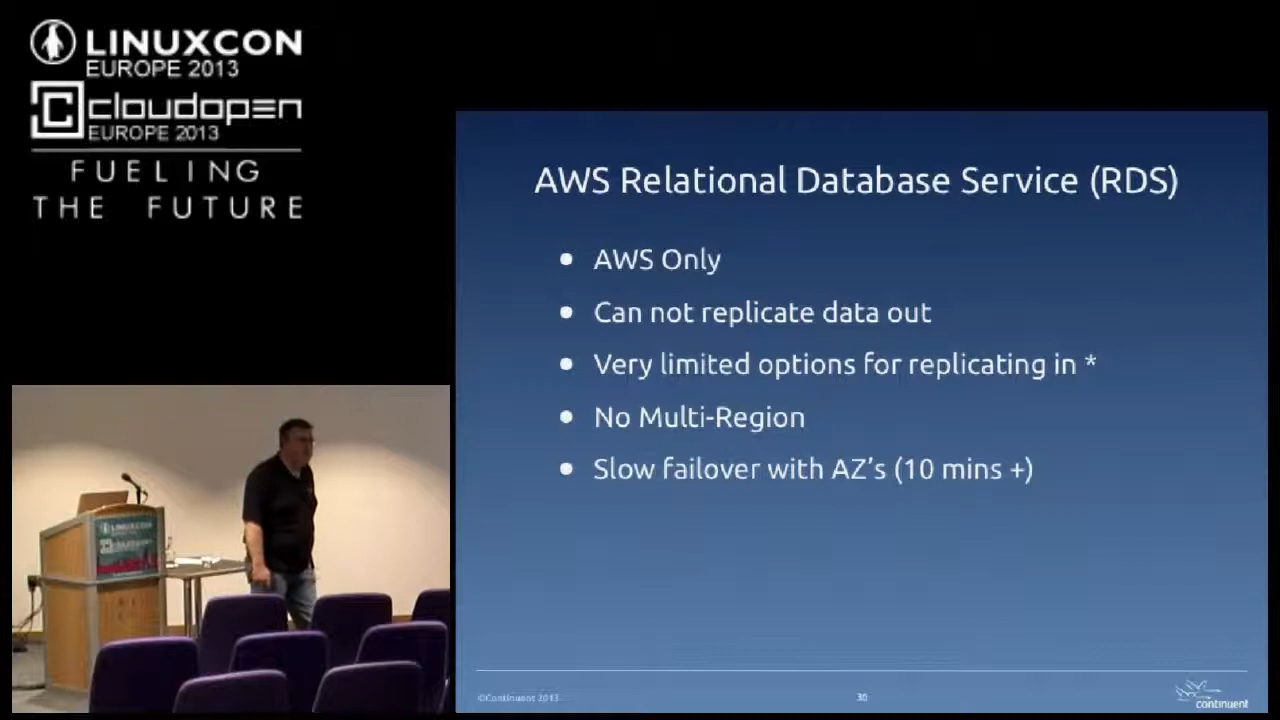 LINUXCON
EUROPE 2013
cloudopen
EUROPE 2013
FUELING
THE FUTURE
AWS Relational Database Service (RDS)
• AWS Only
• Can not replicate data out
• Very limited options for replicating in *
• No Multi-Region
• Slow failover with AZ's (10 mins +)
©Continuent 2013
30
continuent
LINUXCON